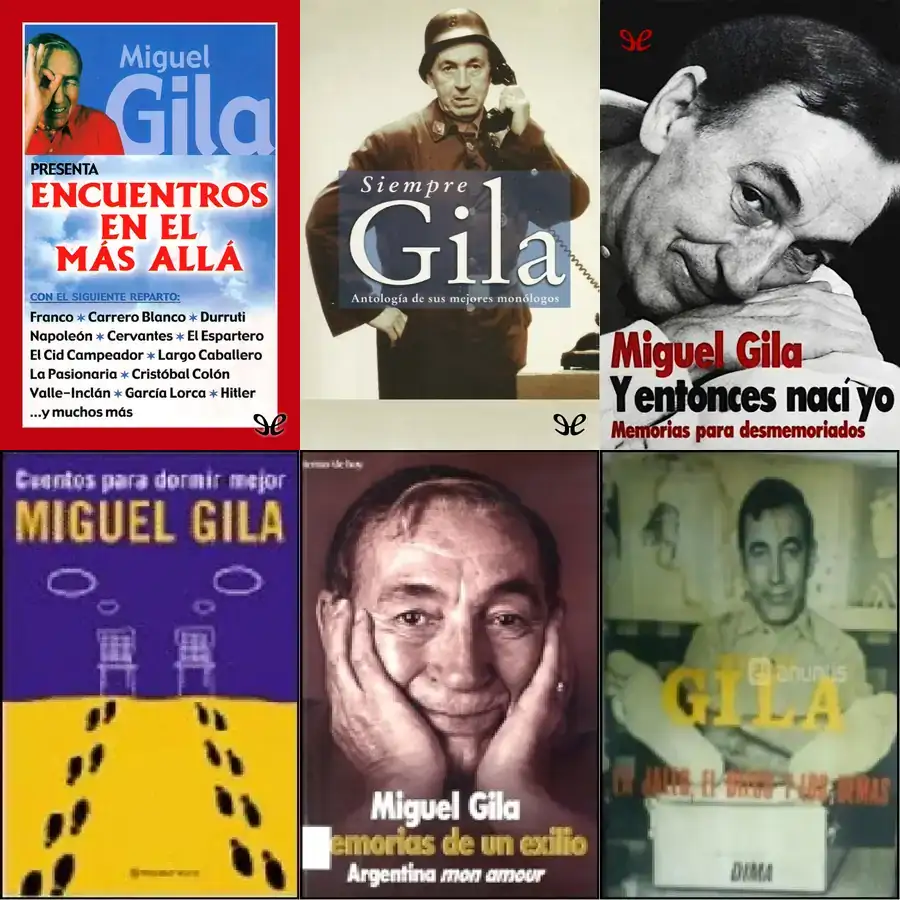 Miguel
Gila
PRESENTA
ENCUENTROS
EN EL
MÁS ALLÁ
CON EL SIGUIENTE REPARTO:
Franco * Carrero Blanco * Durruti
Napoleón * Cervantes * El Espartero
El Cid Campeador * Largo Caballero
La Pasionaria * Cristóbal Colón
Valle-Inclán * García Lorca * Hitler
...y muchos más
Siempre
Gila
Antología de sus mejores monólogos
Miguel Gila
Y entonces nací yo
Memorias para desmemoriados
Cuentos para dormir mejor
MIGUEL GILA
Miguel Gila
emorias de un exilio
Argentina mon amour
GILA
anuncis
DIMA